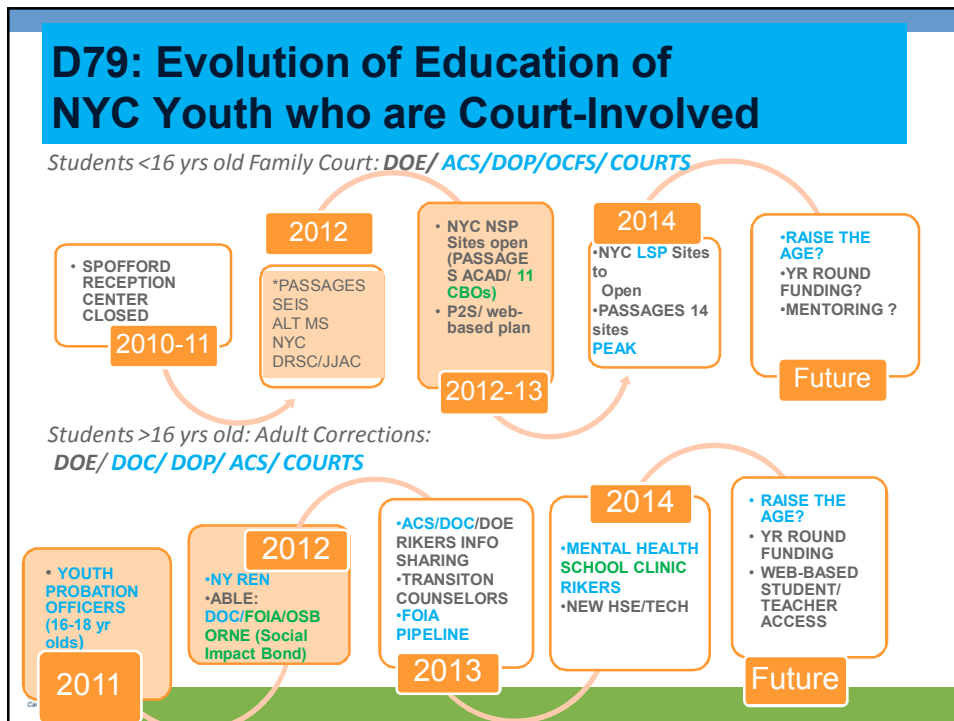 D79: Evolution of Education of
NYC Youth who are Court-Involved
Students <16 yrs old Family Court: DOE/ ACS/DOP/OCFS/ COURTS
• SPOFFORD
RECEPTION
CENTER
CLOSED
2010-11
2012
*PASSAGES
SEIS
ALT MS
NYC
DRSC/JJAC
• NYC NSP
Sites open
(PASSAGE
S ACAD/ 11
CBOs)
• P2S/ web-
based plan
2012-13
2014
•NYC LSP Sites
to
Open
•PASSAGES 14
sites
PEAK
•RAISE THE
AGE?
•YR ROUND
FUNDING?
•MENTORING ?
Future
Students >16 yrs old: Adult Corrections:
DOE/ DOC/ DOP/ ACS/ COURTS
• YOUTH
PROBATION
OFFICERS
(16-18 yr
olds)
2011
2012
•NY REN
•ABLE:
DOC/FOIA/OSB
ORNE (Social
Impact Bond)
•ACS/DOC/DOE
RIKERS INFO
SHARING
•TRANSITON
COUNSELORS
•FOIA
PIPELINE
2013
2014
•MENTAL HEALTH
SCHOOL CLINIC
RIKERS
•NEW HSE/TECH
• RAISE THE
AGE?
• YR ROUND
FUNDING
• WEB-BASED
STUDENT/
TEACHER
ACCESS
Future